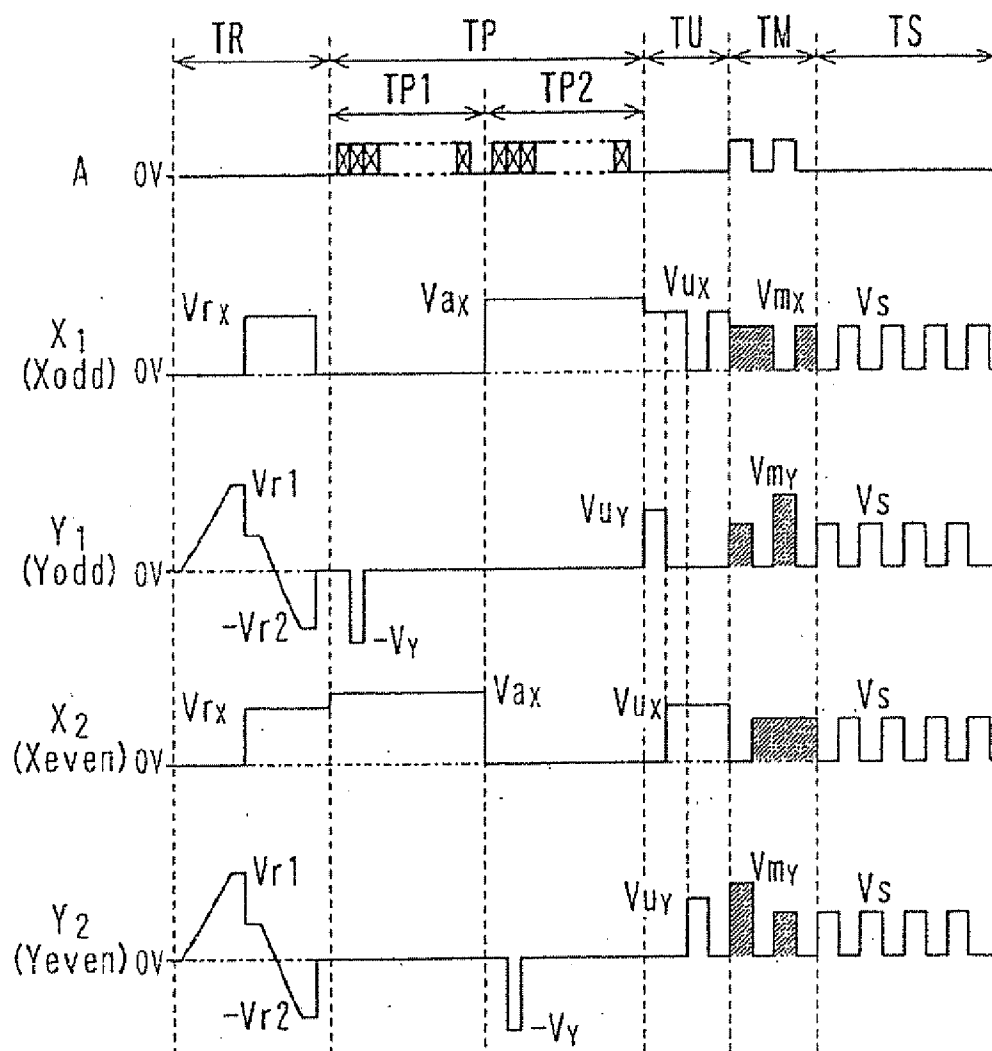 TR TP TU TM TS
TP1 TP2
A 0V
Vrx Vax Vux Vmx Vs
X1
(Xodd) 0V
Vr1 VuY VmY Vs
Y1
(Yodd) 0V
-Vr2 -VY
Vrx Vax Vux Vs
X2
(Xeven) 0V
Vr1 VuY VmY Vs
Y2
(Yeven) 0V
-Vr2 -VY